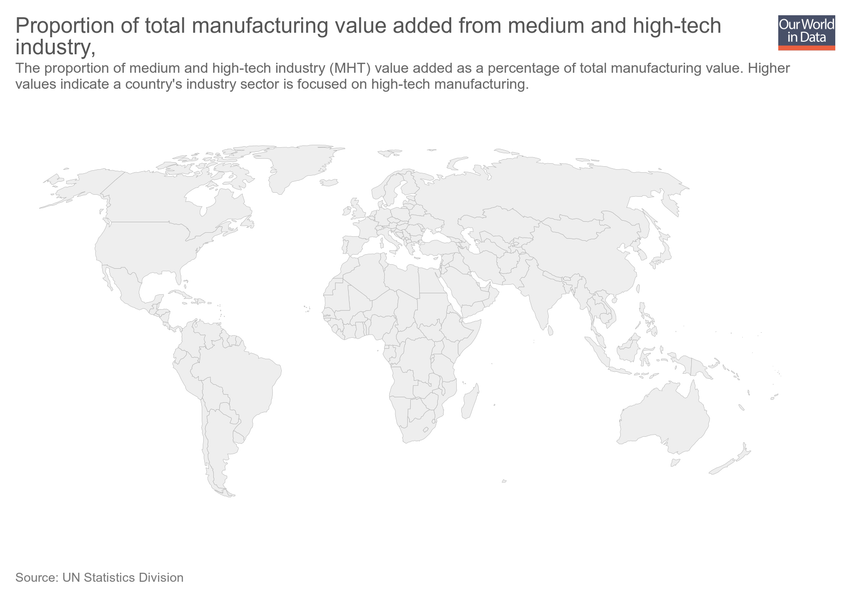 Proportion of total manufacturing value added from medium and high-tech
industry,
Our World
in Data
The proportion of medium and high-tech industry (MHT) value added as a percentage of total manufacturing value. Higher
values indicate a country's industry sector is focused on high-tech manufacturing.
Source: UN Statistics Division